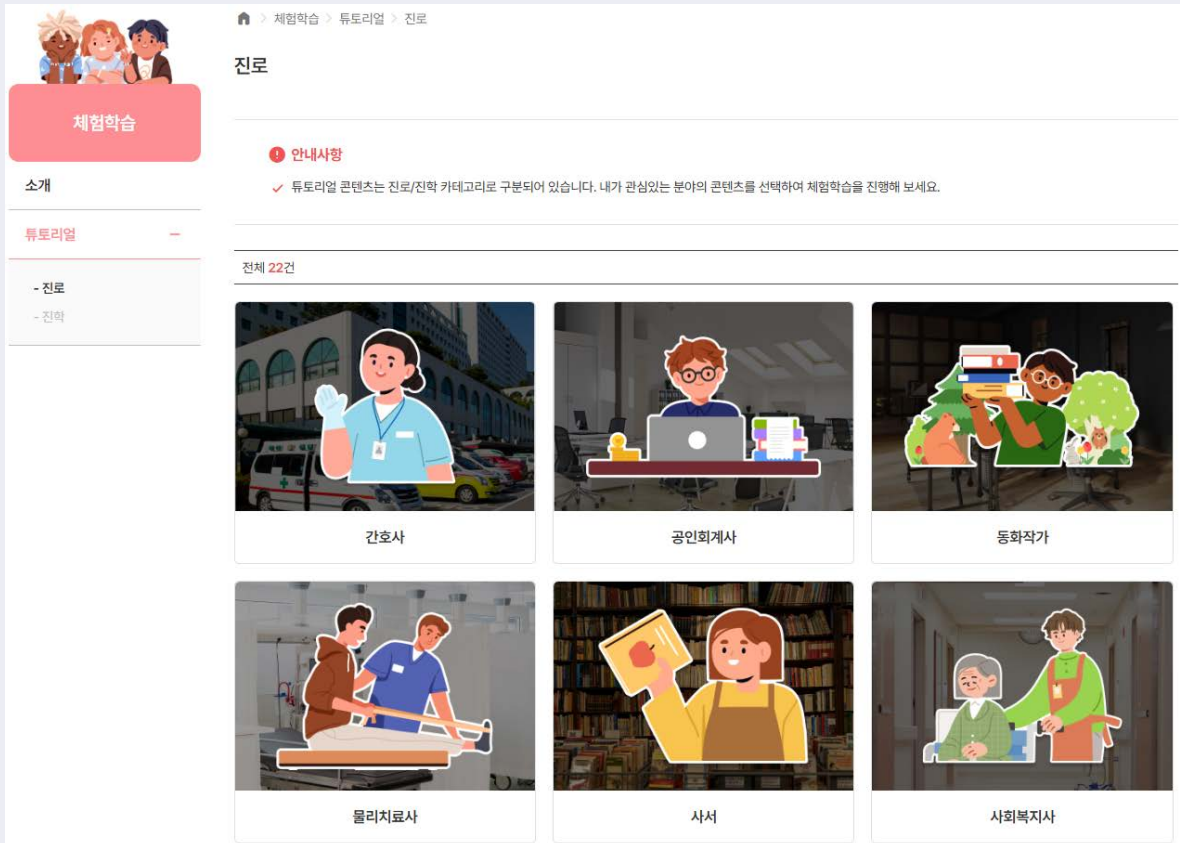 체험학습 > 튜토리얼 > 진로
진로
체험학습
소개
튜토리얼 −
- 진로
- 진학
안내사항
튜토리얼 콘텐츠는 진로/진학 카테고리로 구분되어 있습니다. 내가 관심있는 분야의 콘텐츠를 선택하여 체험학습을 진행해 보세요.
전체 22건
간호사
공인회계사
동화작가
물리치료사
사서
사회복지사